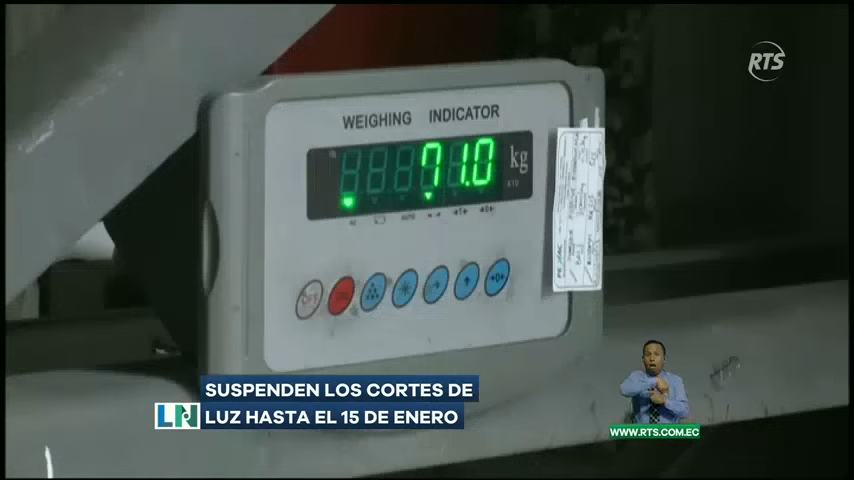 RTS
WEIGHING INDICATOR
71.0 kg
SUSPENDEN LOS CORTES DE
LN LUZ HASTA EL 15 DE ENERO
WWW.RTS.COM.EC